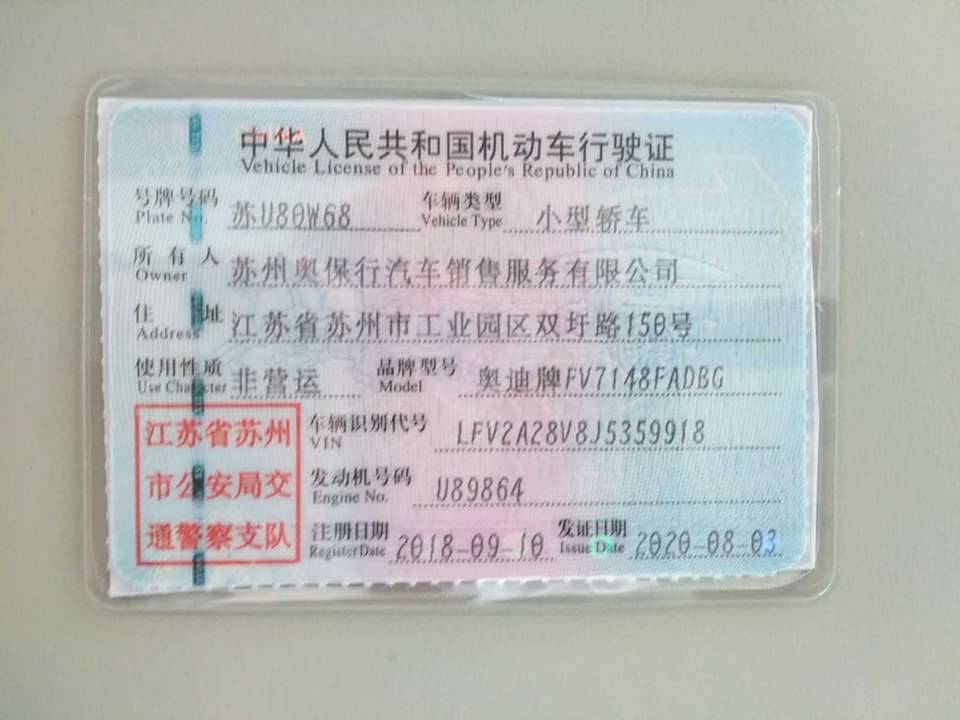 中华人民共和国机动车行驶证
Vehicle License of the People's Republic of China
号牌号码 苏U80W68 车辆类型 小型轿车
Plate No. Vehicle Type
所有人 苏州奥保行汽车销售服务有限公司
Owner
住址 江苏省苏州市工业园区双圩路150号
Address
使用性质 非营运 品牌型号 奥迪牌FV7148FADBG
Use Character Model
江苏省苏州
市公安局交
通警察支队
车辆识别代号 LFV2A28V8J5359918
VIN
发动机号码 U89864
Engine No.
注册日期 2018-09-10 发证日期 2020-08-03
Register Date Issue Date